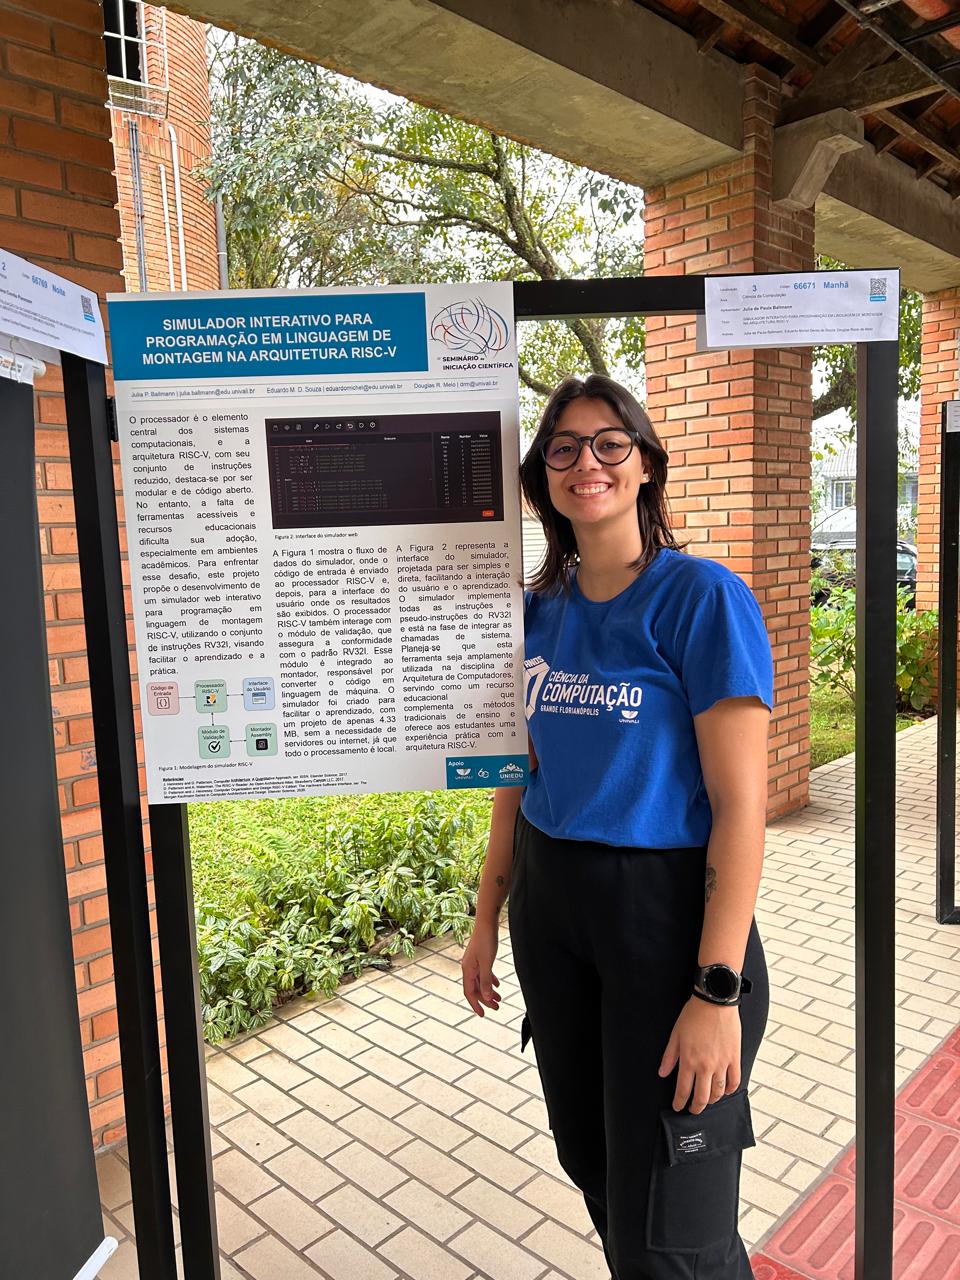 2
66769 Noite
SIMULADOR INTERATIVO PARA
PROGRAMAÇÃO EM LINGUAGEM DE
MONTAGEM NA ARQUITETURA RISC-V
SEMINÁRIO DE
INICIAÇÃO CIENTÍFICA
Julia P. Ballmann | julia.ballmann@edu.univali.br Eduardo M. D. Souza | eduardomichel@edu.univali.br Douglas R. Melo | drm@univali.br
O processador é o elemento
central dos sistemas
computacionais, e a
arquitetura RISC-V, com seu
conjunto de instruções
reduzido, destaca-se por ser
modular e de código aberto.
No entanto, a falta de
ferramentas acessíveis e
recursos educacionais
dificulta sua adoção,
especialmente em ambientes
acadêmicos. Para enfrentar
esse desafio, este projeto
propõe o desenvolvimento de
um simulador web interativo
para programação em
linguagem de montagem
RISC-V, utilizando o conjunto
de instruções RV32I, visando
facilitar o aprendizado e a
prática.
Código de
Entrada
Processador
RISC-V
Interface
do Usuário
Módulo de
Validação
Montador
Assembly
Figura 1: Modelagem do simulador RISC-V
Name Number Value
Figura 2: Interface do simulador web
A Figura 1 mostra o fluxo de
dados do simulador, onde o
código de entrada é enviado
ao processador RISC-V e,
depois, para a interface do
usuário onde os resultados
são exibidos. O processador
RISC-V também interage com
o módulo de validação, que
assegura a conformidade
com o padrão RV32I. Esse
módulo é integrado ao
montador, responsável por
converter o código em
linguagem de máquina. O
simulador foi criado para
facilitar o aprendizado, com
um projeto de apenas 4.33
MB, sem a necessidade de
servidores ou internet, já que
todo o processamento é local.
A Figura 2 representa a
interface do simulador,
projetada para ser simples e
direta, facilitando a interação
do usuário e o aprendizado.
O simulador implementa
todas as instruções e
pseudo-instruções do RV32I
e está na fase de integrar as
chamadas de sistema.
Planeja-se que esta
ferramenta seja amplamente
utilizada na disciplina de
Arquitetura de Computadores,
servindo como um recurso
educacional que
complementa os métodos
tradicionais de ensino e
oferece aos estudantes uma
experiência prática com a
arquitetura RISC-V.
Referências
Apoio
UNIVALI
60
UNIEDU
3
66671 Manhã
Ciência da Computação
Julia de Paula Ballmann
ANOS
CIÊNCIA DA
COMPUTAÇÃO
GRANDE FLORIANÓPOLIS
UNIVALI